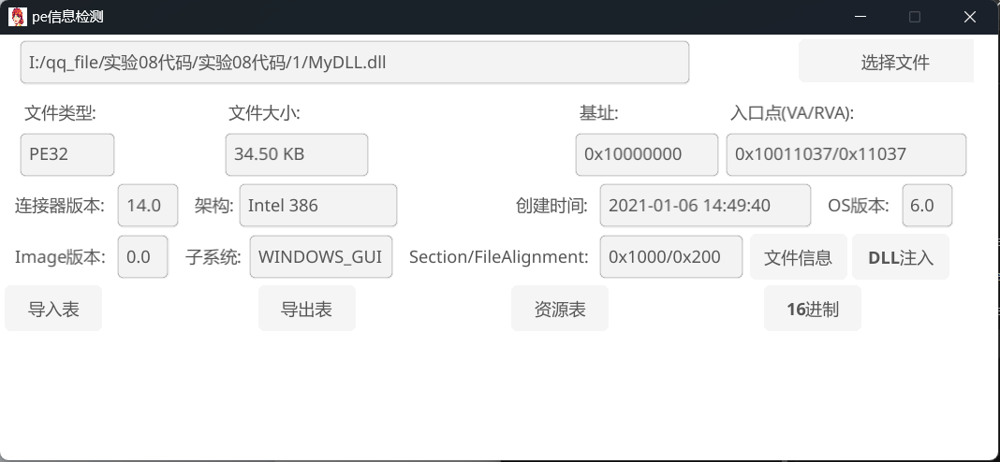 pe信息检测
I:/qq_file/实验08代码/实验08代码/1/MyDLL.dll 选择文件
文件类型: 文件大小: 基址: 入口点(VA/RVA):
PE32 34.50 KB 0x10000000 0x10011037/0x11037
连接器版本: 14.0 架构: Intel 386 创建时间: 2021-01-06 14:49:40 OS版本: 6.0
Image版本: 0.0 子系统: WINDOWS_GUI Section/FileAlignment: 0x1000/0x200 文件信息 DLL注入
导入表 导出表 资源表 16进制